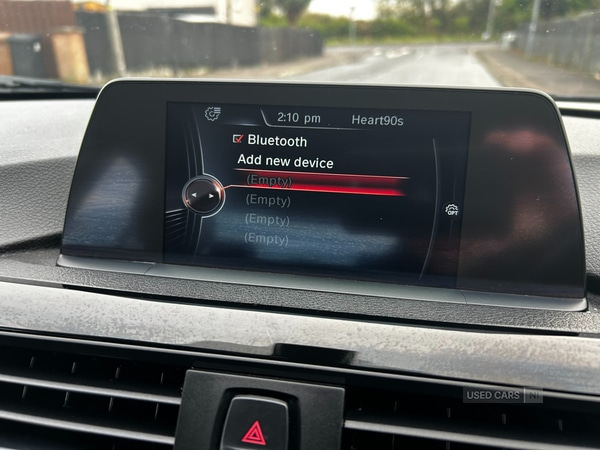 2:10 pm Heart90s
Bluetooth
Add new device
(Empty)
(Empty)
(Empty)
(Empty)
OPT
USED CARS NI